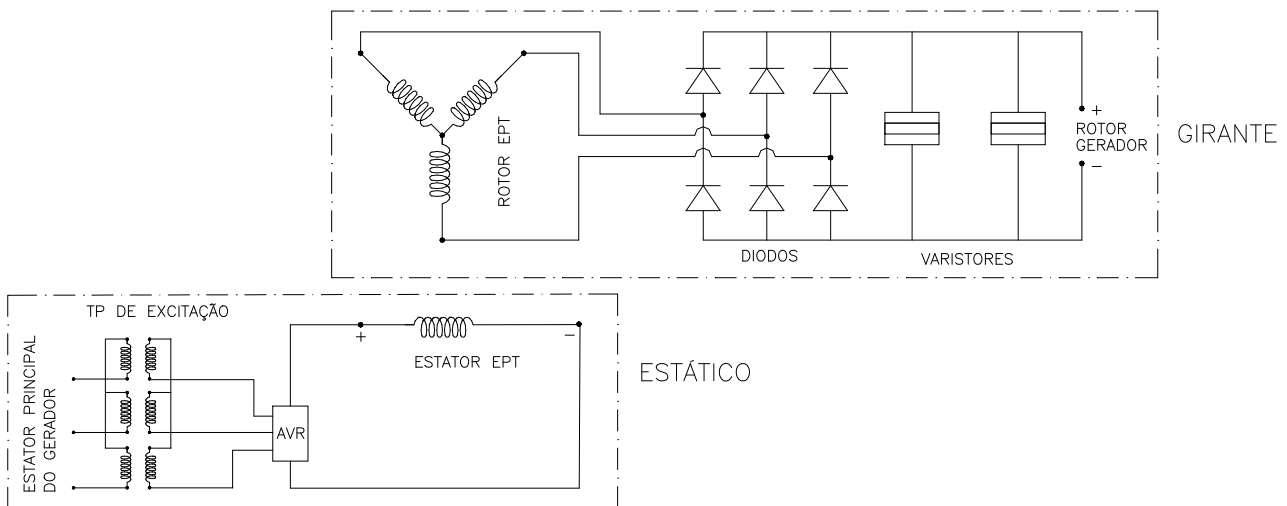 ROTOR EPT
DIODOS
VARISTORES
+
ROTOR
GERADOR
−
GIRANTE
TP DE EXCITAÇÃO
ESTATOR PRINCIPAL
DO GERADOR
AVR
+
−
ESTATOR EPT
ESTÁTICO